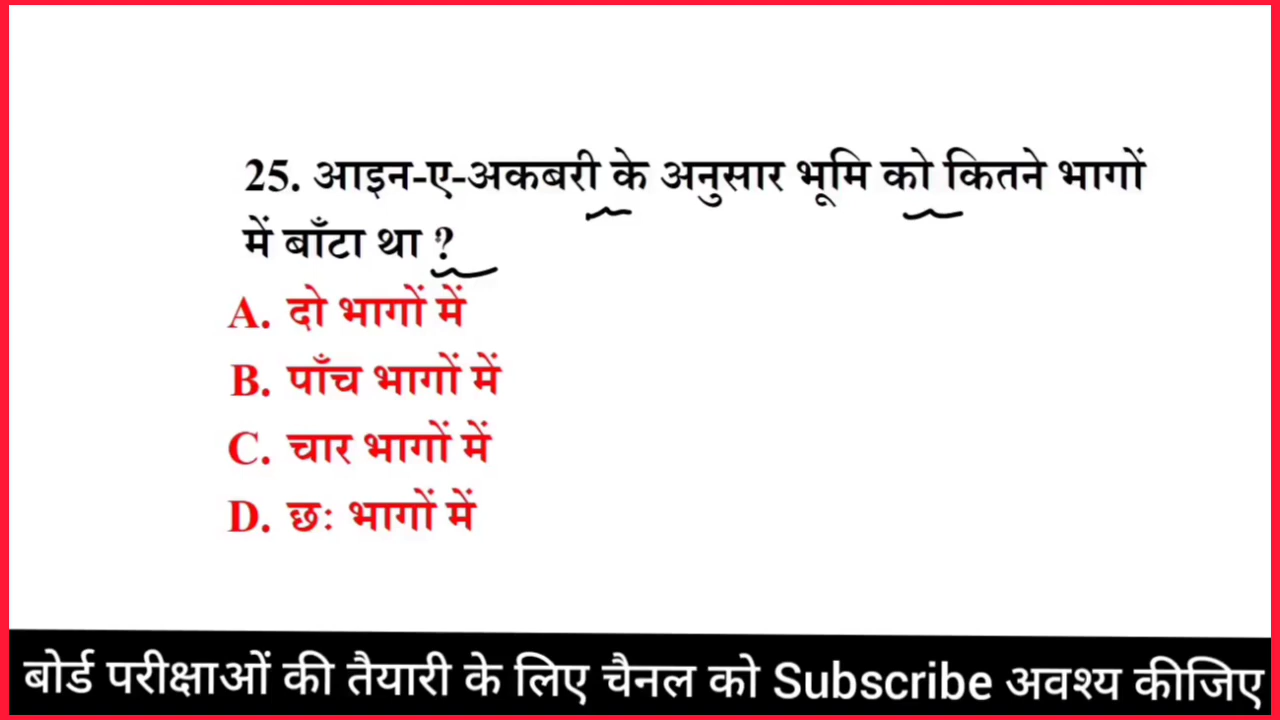 25. आइन-ए-अकबरी के अनुसार भूमि को कितने भागों
में बाँटा था ?
A. दो भागों में
B. पाँच भागों में
C. चार भागों में
D. छः भागों में
बोर्ड परीक्षाओं की तैयारी के लिए चैनल को Subscribe अवश्य कीजिए